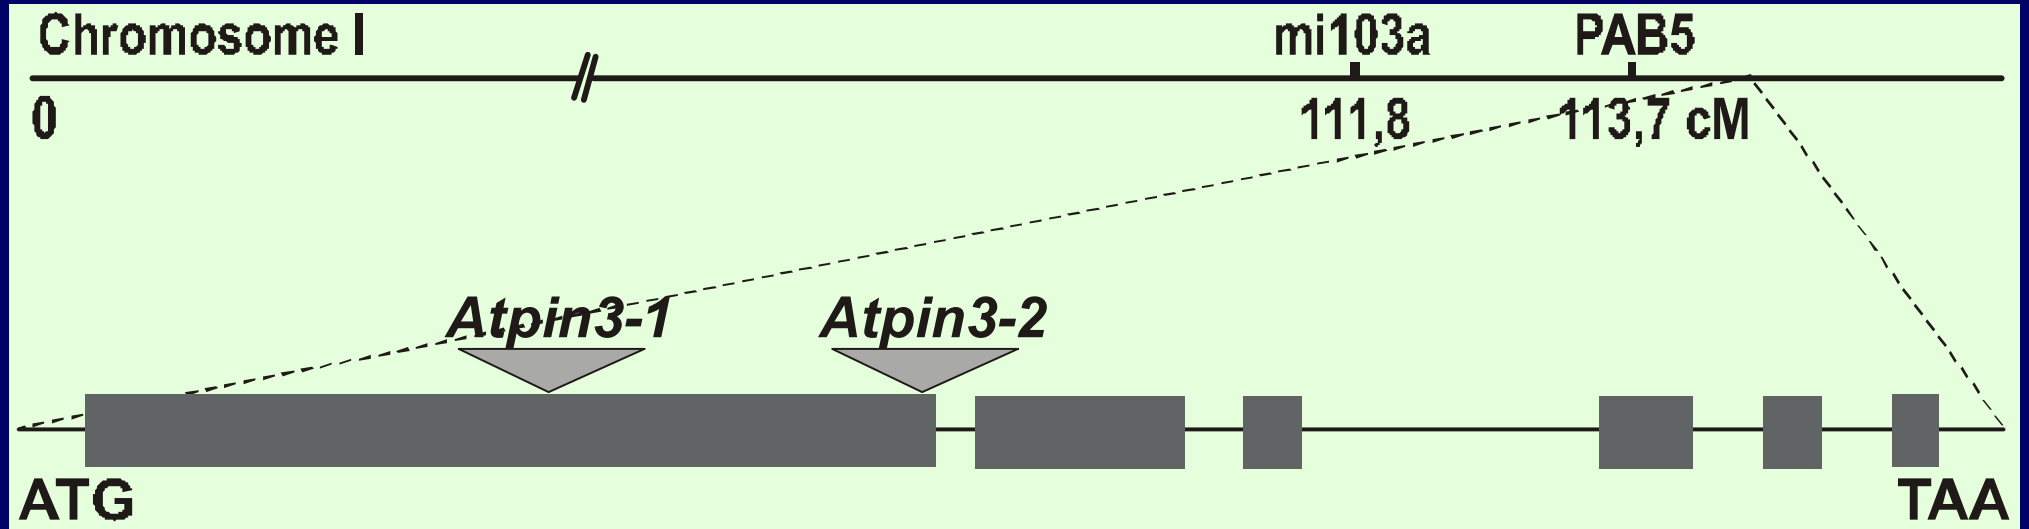 Chromosome I
mi103a
PAB5
0
111,8
113,7 cM
Atpin3-1
Atpin3-2
ATG
TAA